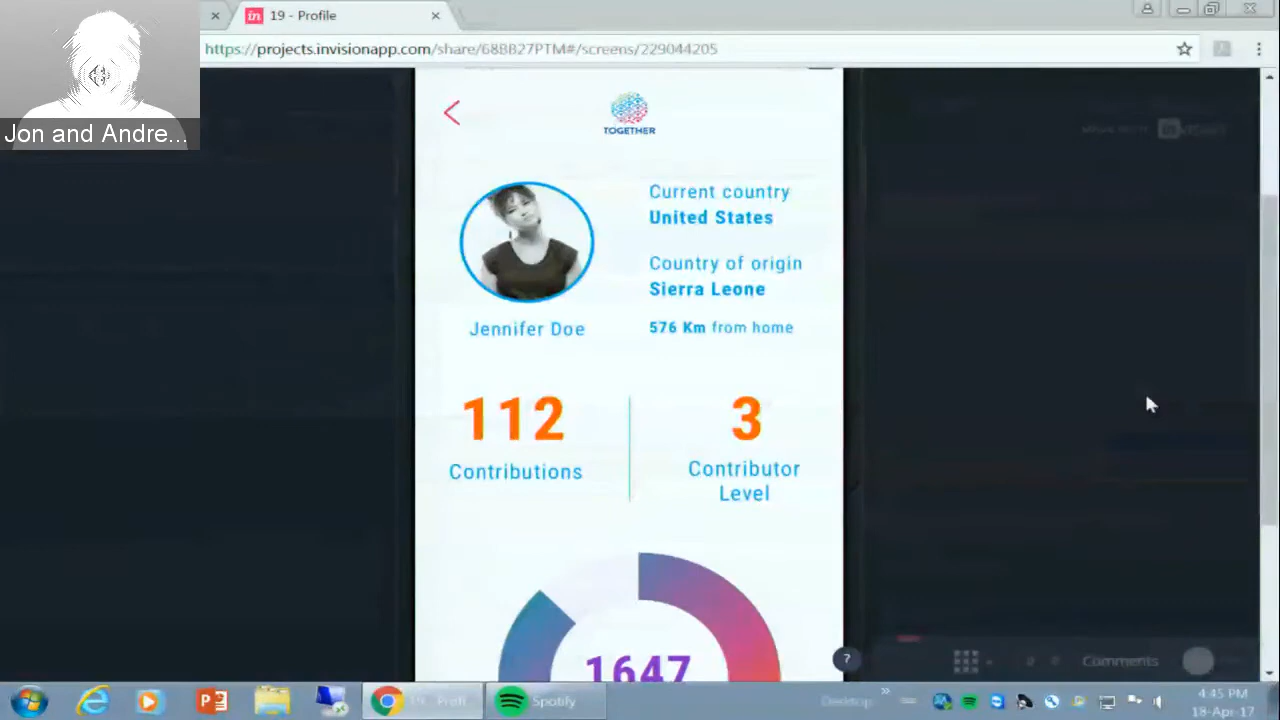 19 - Profile
https://projects.invisionapp.com/share/68BB27PTM#/screens/229044205
Jon and Andre...
TOGETHER
Current country
United States
Country of origin
Sierra Leone
576 Km from home
Jennifer Doe
112
Contributions
3
Contributor
Level
1647
?
Comments
Spotify
Desktop
4:45 PM
18-Apr-17